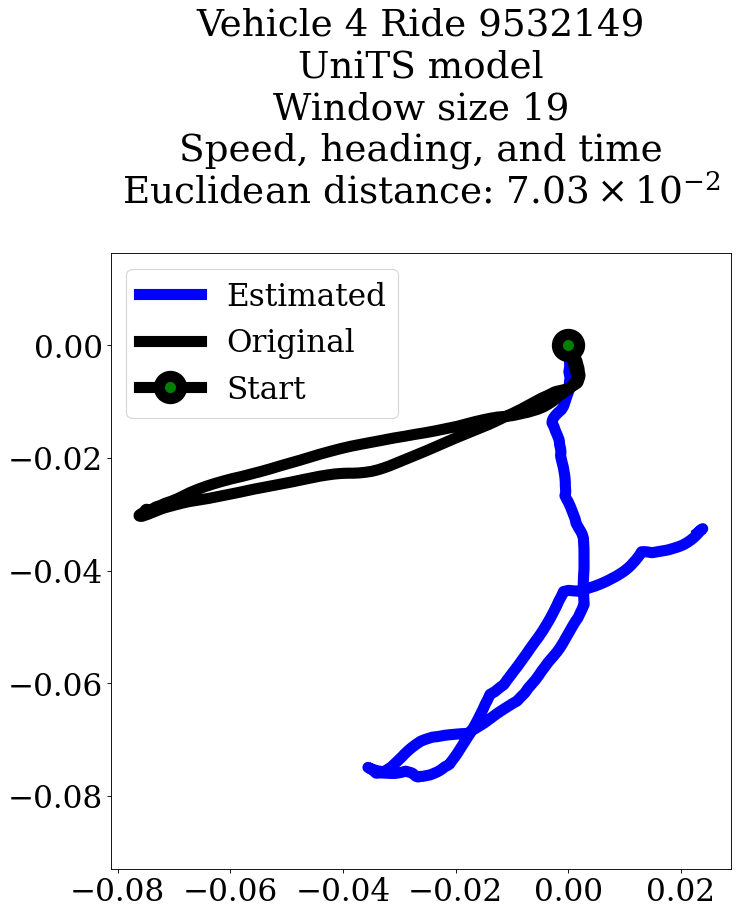 Vehicle 4 Ride 9532149
UniTS model
Window size 19
Speed, heading, and time
Euclidean distance: 7.03 × 10⁻²
Estimated
Original
Start
0.00
−0.02
−0.04
−0.06
−0.08
−0.08 −0.06 −0.04 −0.02 0.00 0.02